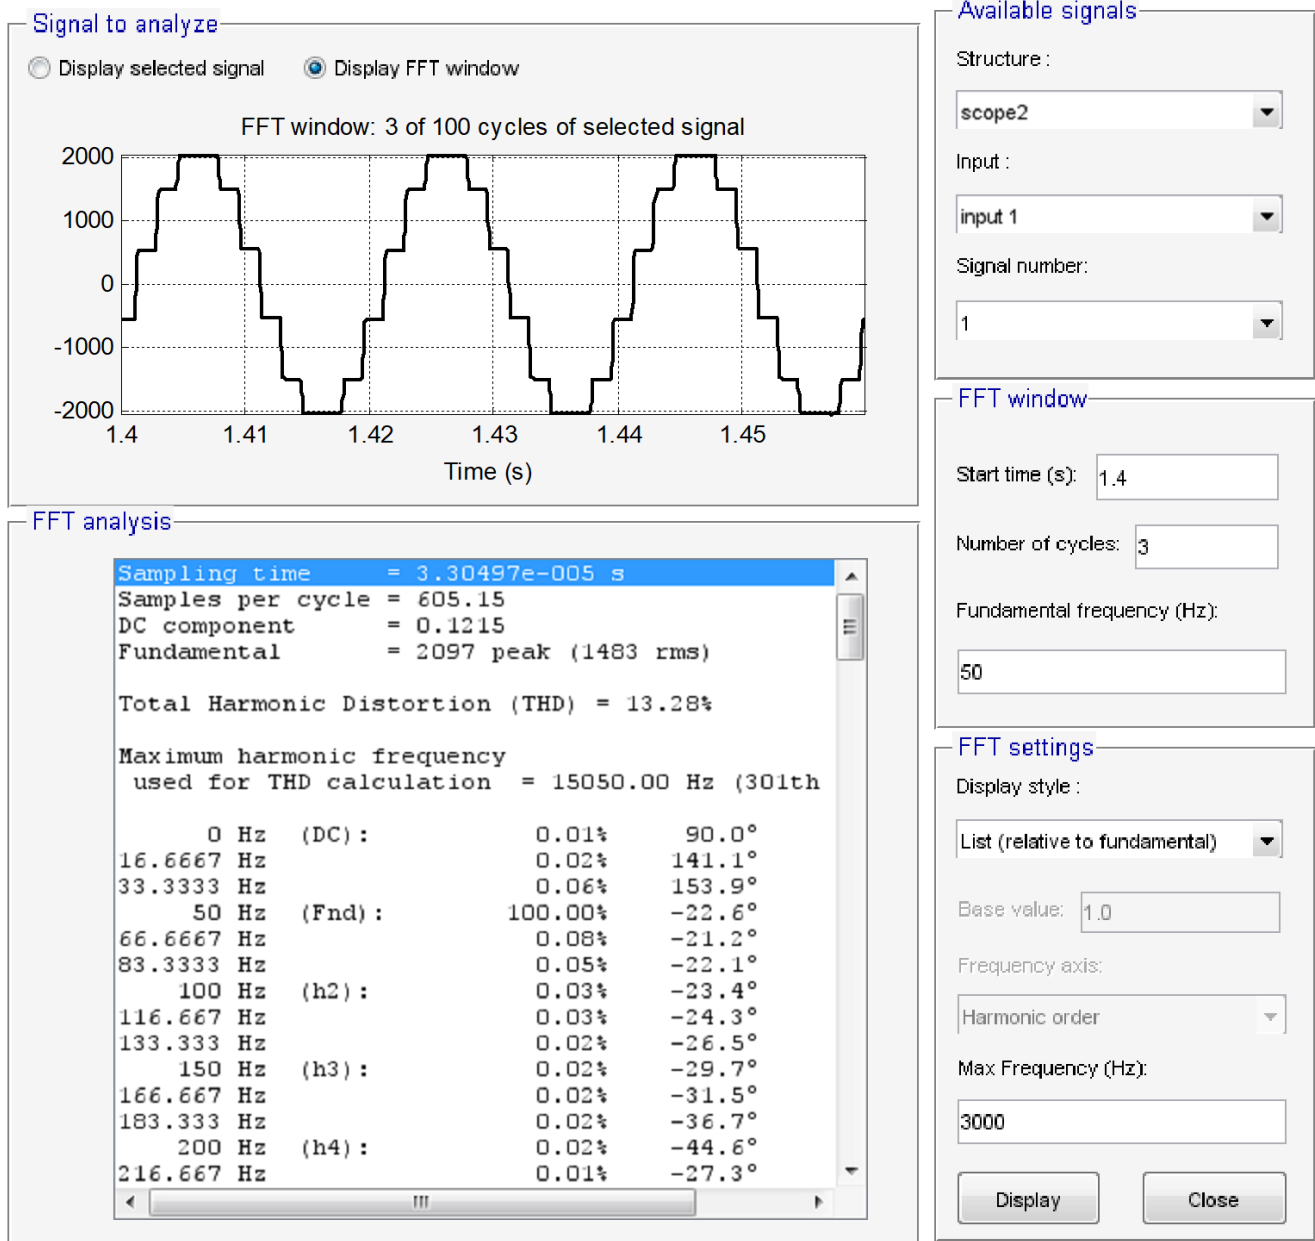 Signal to analyze
Display selected signal
Display FFT window
FFT window: 3 of 100 cycles of selected signal
2000
1000
0
-1000
-2000
1.4
1.41
1.42
1.43
1.44
1.45
Time (s)
FFT analysis
Sampling time = 3.30497e-005 s
Samples per cycle = 605.15
DC component = 0.1215
Fundamental = 2097 peak (1483 rms)
Total Harmonic Distortion (THD) = 13.28%
Maximum harmonic frequency
used for THD calculation = 15050.00 Hz (301th
0 Hz (DC): 0.01% 90.0°
16.6667 Hz 0.02% 141.1°
33.3333 Hz 0.06% 153.9°
50 Hz (Fnd): 100.00% -22.6°
66.6667 Hz 0.08% -21.2°
83.3333 Hz 0.05% -22.1°
100 Hz (h2): 0.03% -23.4°
116.667 Hz 0.03% -24.3°
133.333 Hz 0.02% -26.5°
150 Hz (h3): 0.02% -29.7°
166.667 Hz 0.02% -31.5°
183.333 Hz 0.02% -36.7°
200 Hz (h4): 0.02% -44.6°
216.667 Hz 0.01% -27.3°
Available signals
Structure :
scope2
Input :
input 1
Signal number:
1
FFT window
Start time (s): 1.4
Number of cycles: 3
Fundamental frequency (Hz):
50
FFT settings
Display style :
List (relative to fundamental)
Base value: 1.0
Frequency axis:
Harmonic order
Max Frequency (Hz):
3000
Display
Close